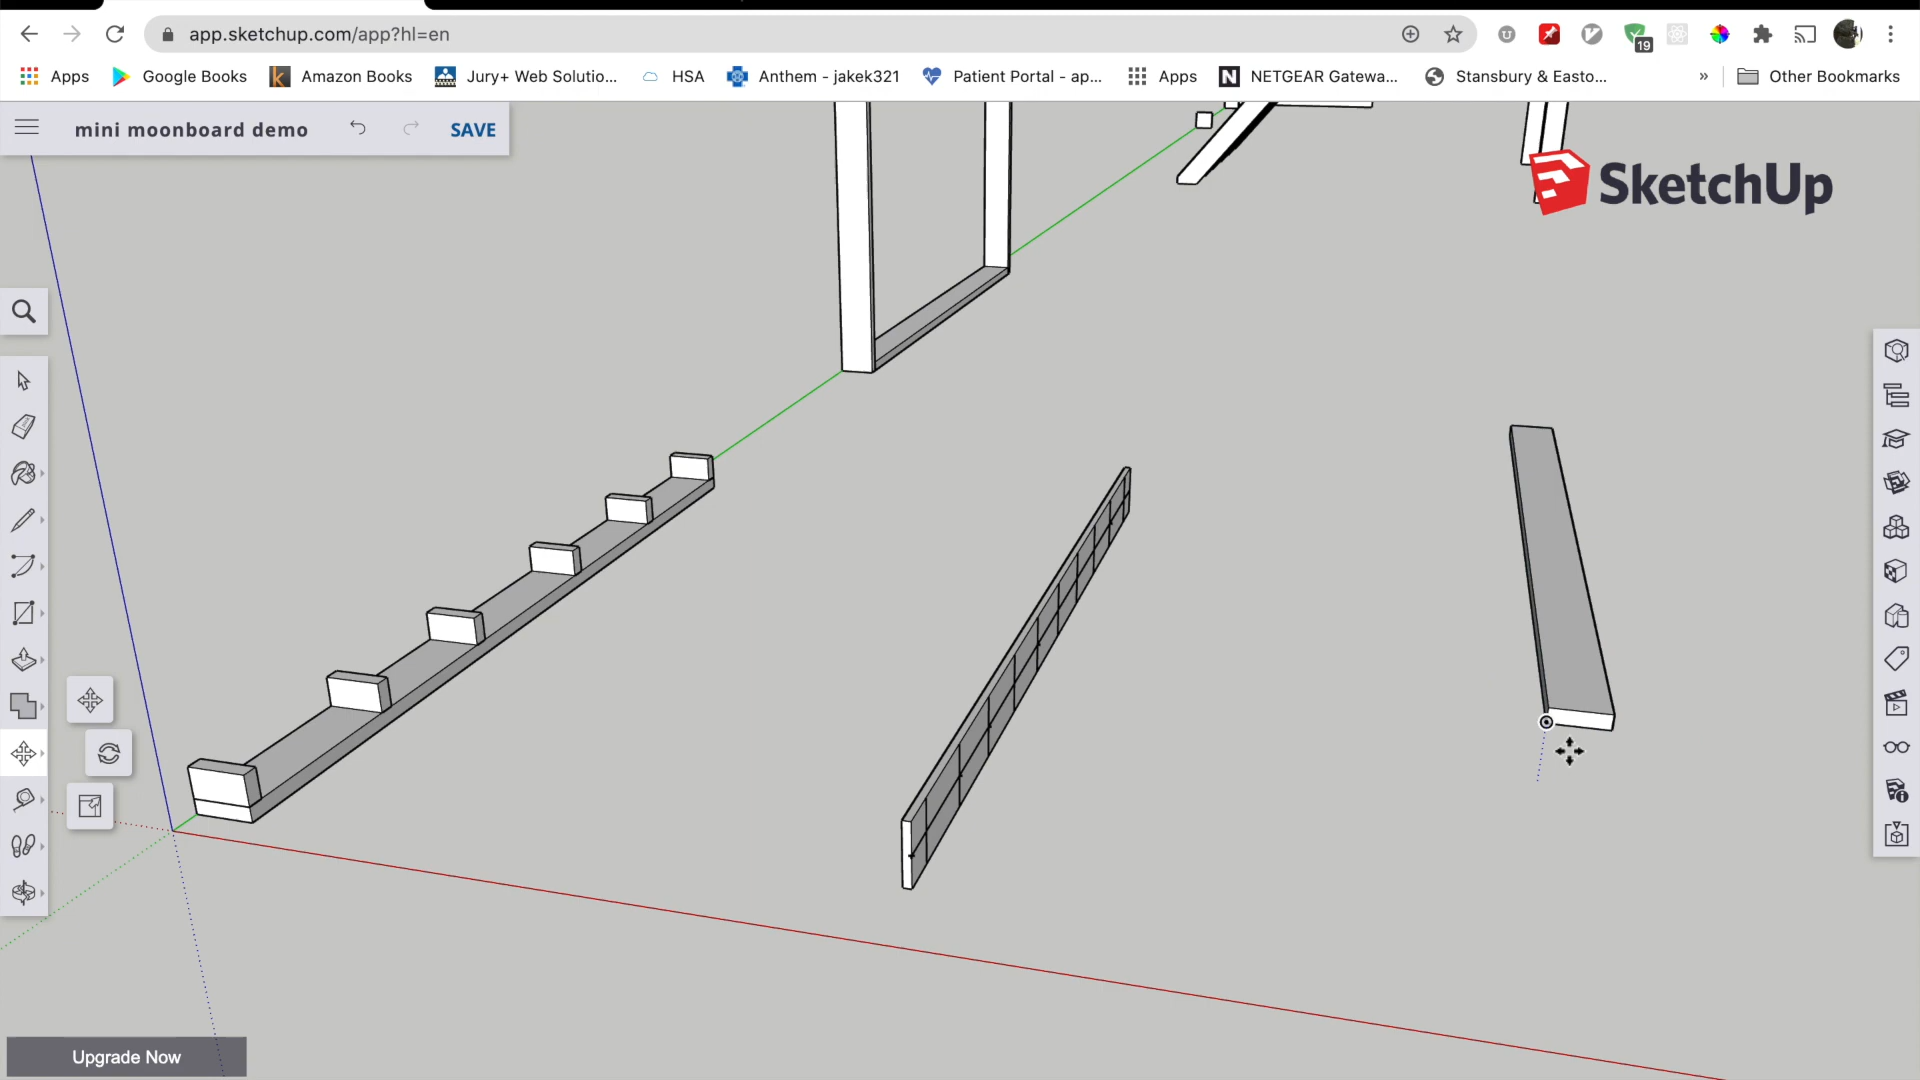 app.sketchup.com/app?hl=en
19
Apps Google Books Amazon Books Jury+ Web Solutio... HSA Anthem - jakek321 Patient Portal - ap... Apps NETGEAR Gatewa... Stansbury & Easto... » Other Bookmarks
mini moonboard demo SAVE
SketchUp
Upgrade Now